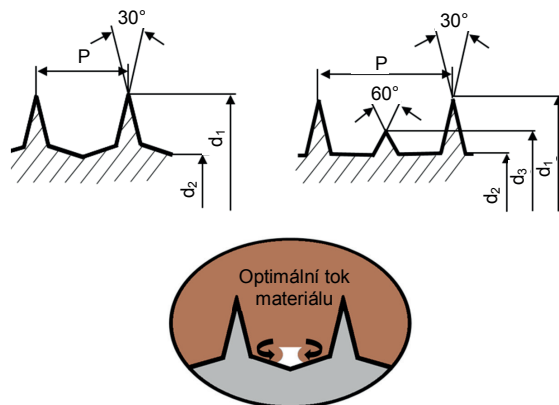 30°
P
d1
d2
30°
P
60°
d2
d3
d1
Optimální tok
materiálu